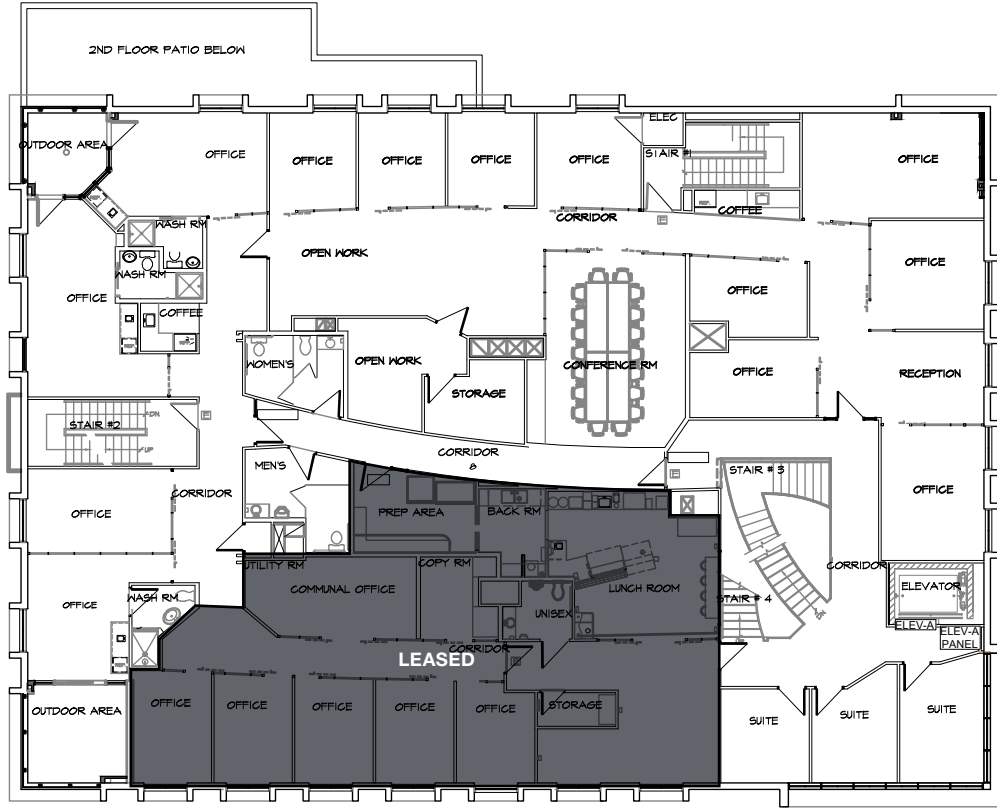 2ND FLOOR PATIO BELOW
ELEC
OUTDOOR AREA
OFFICE
OFFICE
OFFICE
OFFICE
OFFICE
STAIR #1
OFFICE
COFFEE
CORRIDOR
WASH RM
OPEN WORK
OFFICE
WASH RM
OFFICE
OFFICE
COFFEE
WOMEN'S
OPEN WORK
CONFERENCE RM
OFFICE
RECEPTION
STORAGE
DN
STAIR #2
UP
CORRIDOR
8
MEN'S
STAIR # 3
CORRIDOR
OFFICE
OFFICE
PREP AREA
BACK RM
UTILITY RM
COPY RM
CORRIDOR
COMMUNAL OFFICE
LUNCH ROOM
ELEVATOR
WASH RM
STAIR # 4
OFFICE
UNISEX
ELEV-A
ELEV-A
PANEL
CORRIDOR
LEASED
OUTDOOR AREA
OFFICE
OFFICE
OFFICE
OFFICE
OFFICE
STORAGE
SUITE
SUITE
SUITE